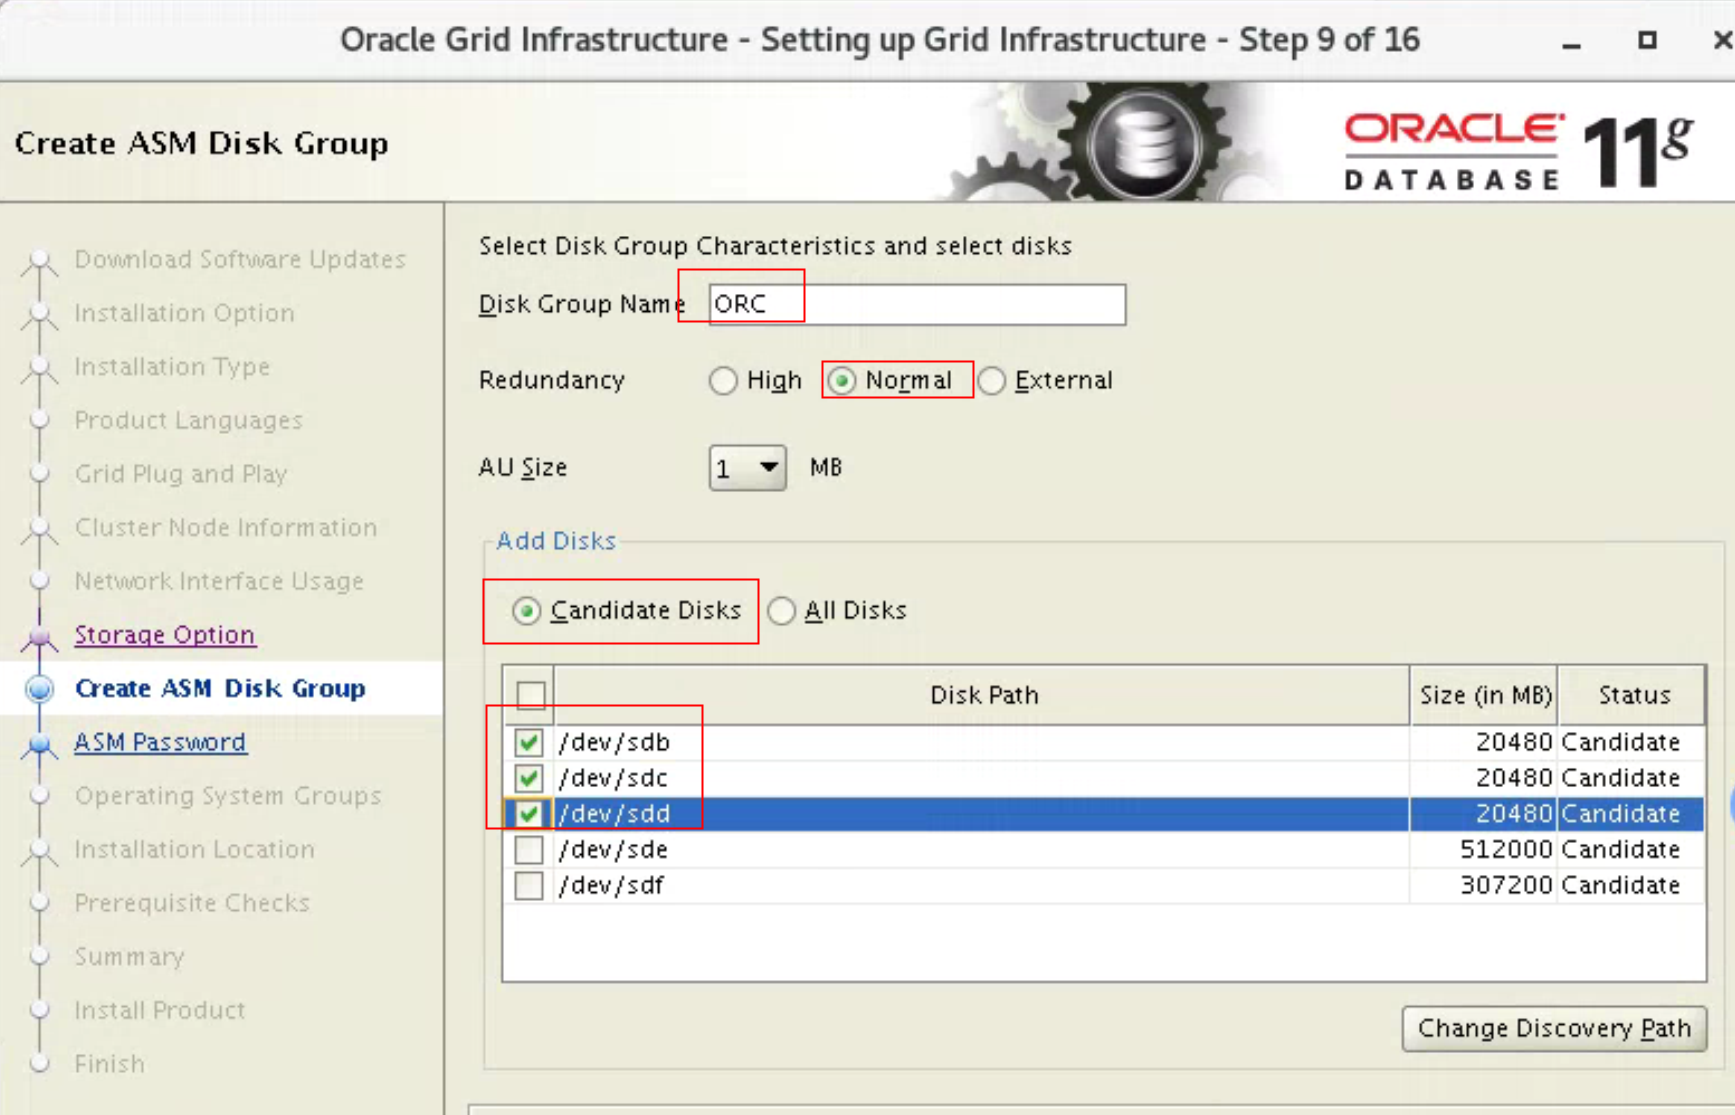 Oracle Grid Infrastructure - Setting up Grid Infrastructure - Step 9 of 16
Create ASM Disk Group
ORACLE
DATABASE
11g
Download Software Updates
Installation Option
Installation Type
Product Languages
Grid Plug and Play
Cluster Node Information
Network Interface Usage
Storage Option
Create ASM Disk Group
ASM Password
Operating System Groups
Installation Location
Prerequisite Checks
Summary
Install Product
Finish
Select Disk Group Characteristics and select disks
Disk Group Name ORC
Redundancy High Normal External
AU Size 1 MB
Add Disks
Candidate Disks All Disks
Disk Path Size (in MB) Status
/dev/sdb 20480 Candidate
/dev/sdc 20480 Candidate
/dev/sdd 20480 Candidate
/dev/sde 512000 Candidate
/dev/sdf 307200 Candidate
Change Discovery Path